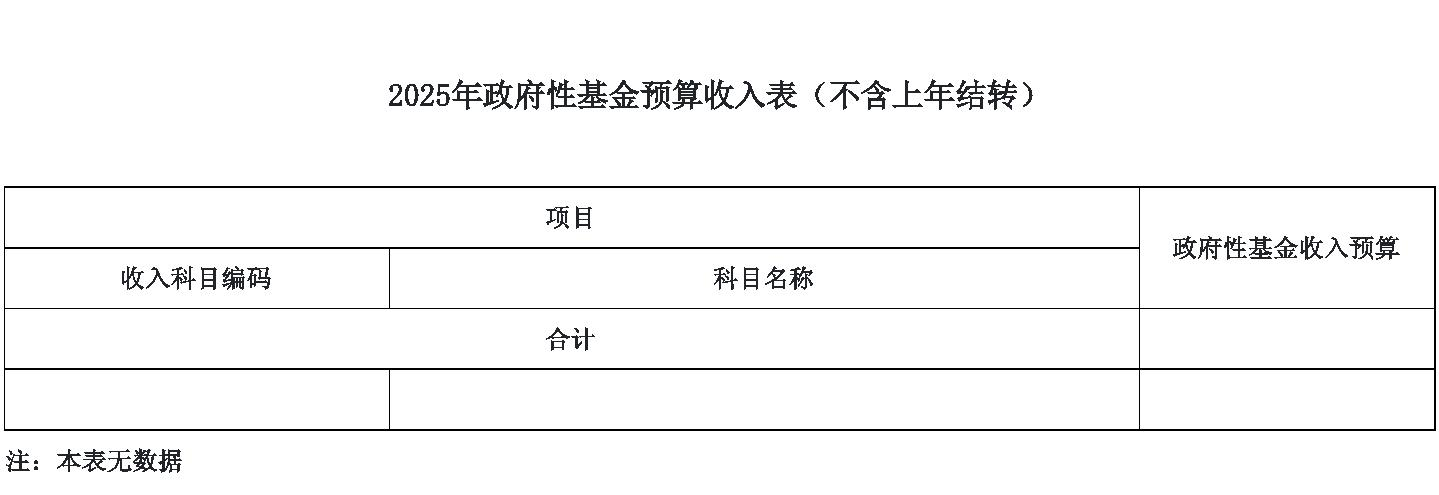 2025年政府性基金预算收入表（不含上年结转）
项目
政府性基金收入预算
收入科目编码
科目名称
合计
注：本表无数据